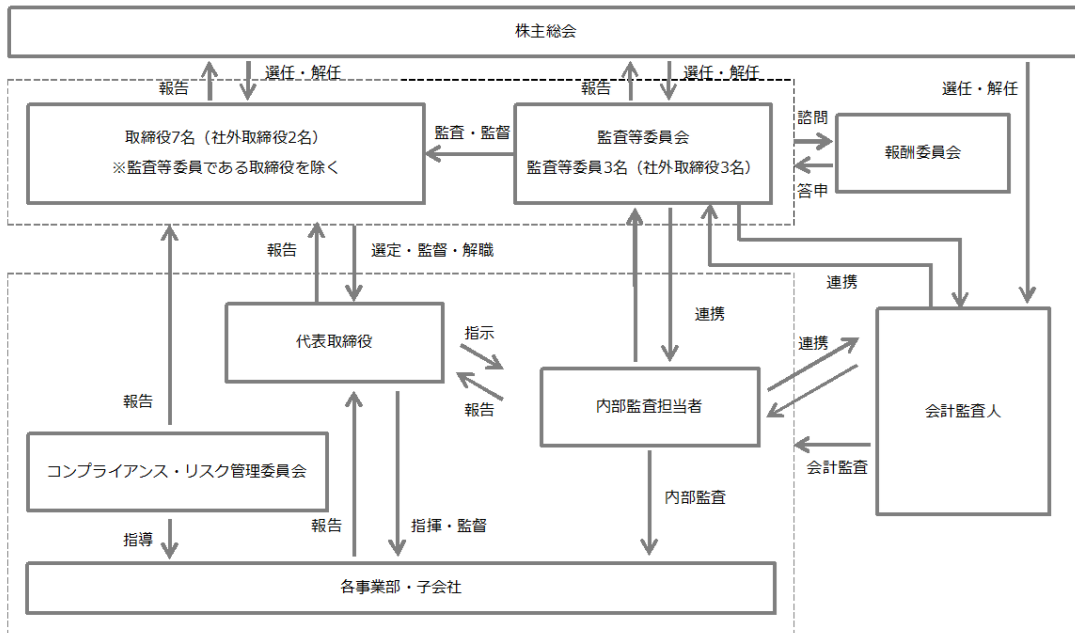 株主総会
報告
選任・解任
報告
選任・解任
選任・解任
取締役7名（社外取締役2名）
※監査等委員である取締役を除く
監査・監督
監査等委員会
監査等委員3名（社外取締役3名）
諮問
答申
報酬委員会
報告
選定・監督・解職
連携
代表取締役
指示
報告
連携
連携
内部監査担当者
会計監査人
報告
コンプライアンス・リスク管理委員会
会計監査
指導
報告
指揮・監督
内部監査
各事業部・子会社